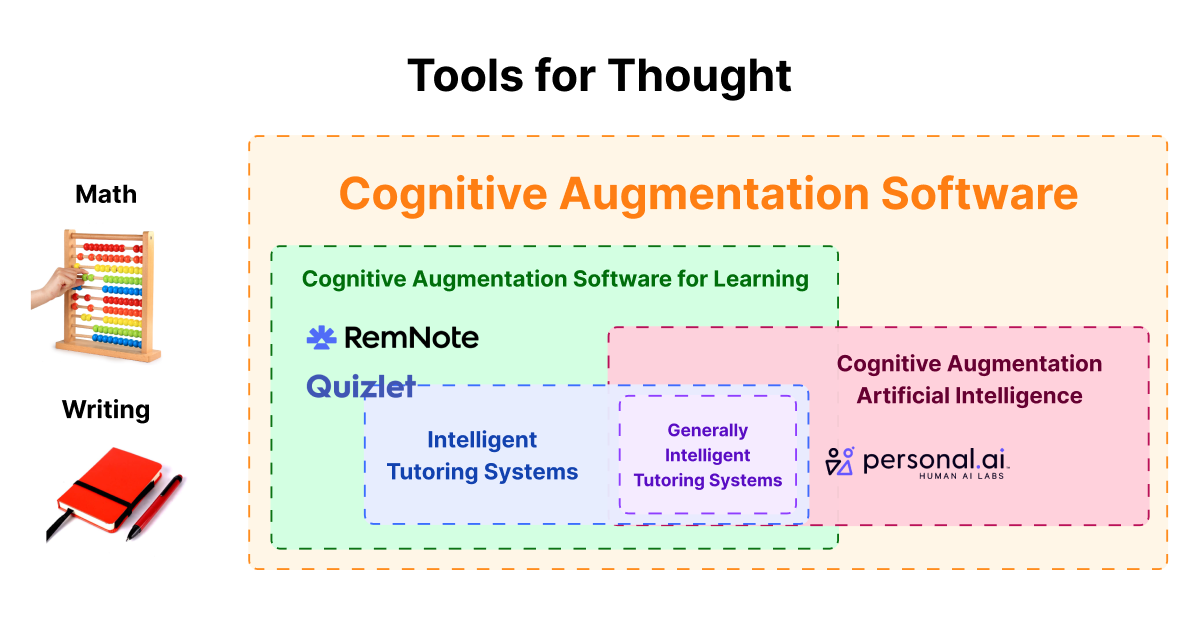 Tools for Thought
Math
Writing
Cognitive Augmentation Software
Cognitive Augmentation Software for Learning
RemNote
Quizlet
Intelligent
Tutoring Systems
Generally
Intelligent
Tutoring Systems
Cognitive Augmentation
Artificial Intelligence
personal.ai™
HUMAN AI LABS